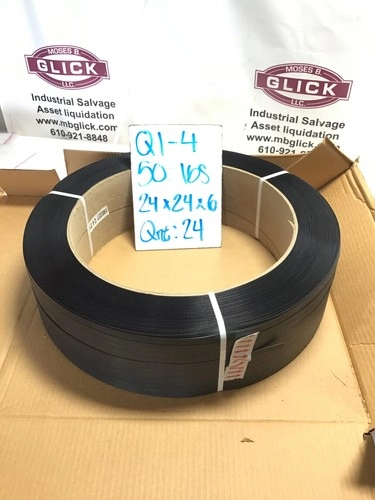 MOSES B.
GLICK
LLC
Industrial Salvage
Asset liquidation
www.mbglick.com
610-921-8848
MOSES B.
GLICK
LLC
Industrial Salvage
Asset liquidation
www.mbglick.com
610-921-
Q1-4
50 lbs
24x24x6
Qnt: 24